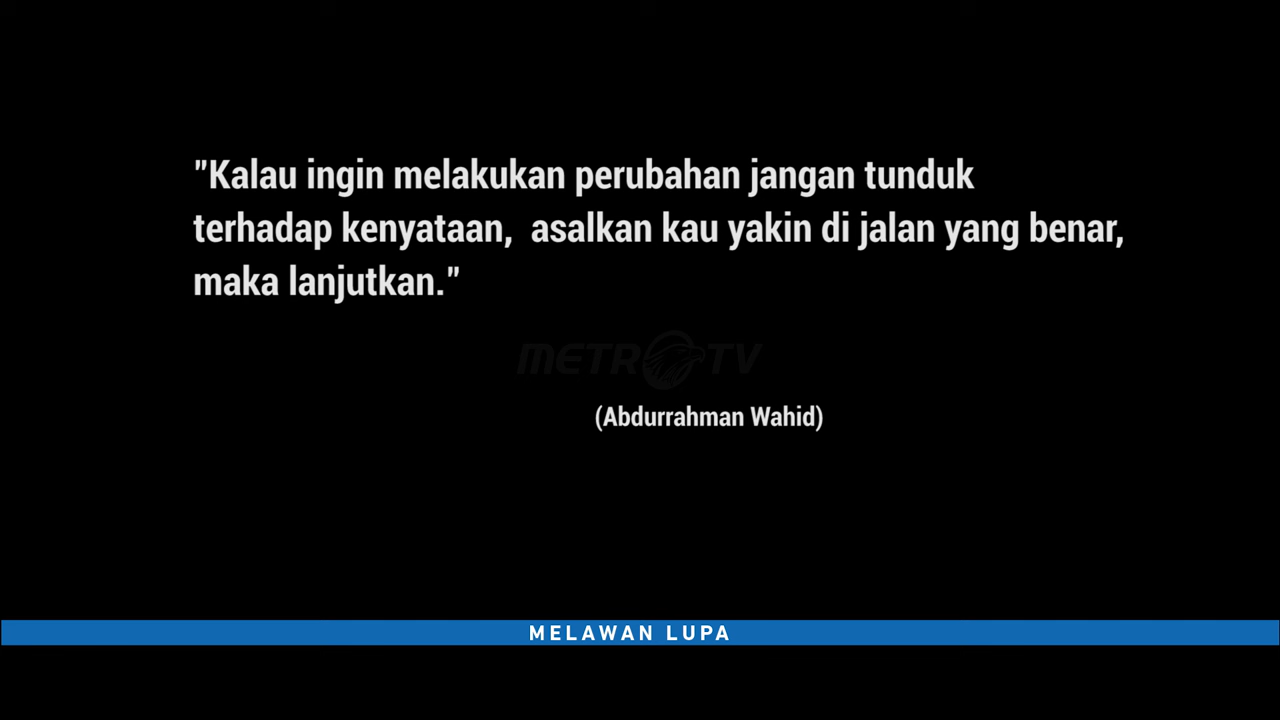 "Kalau ingin melakukan perubahan jangan tunduk
terhadap kenyataan,  asalkan kau yakin di jalan yang benar,
maka lanjutkan."
METRO TV
(Abdurrahman Wahid)
MELAWAN LUPA